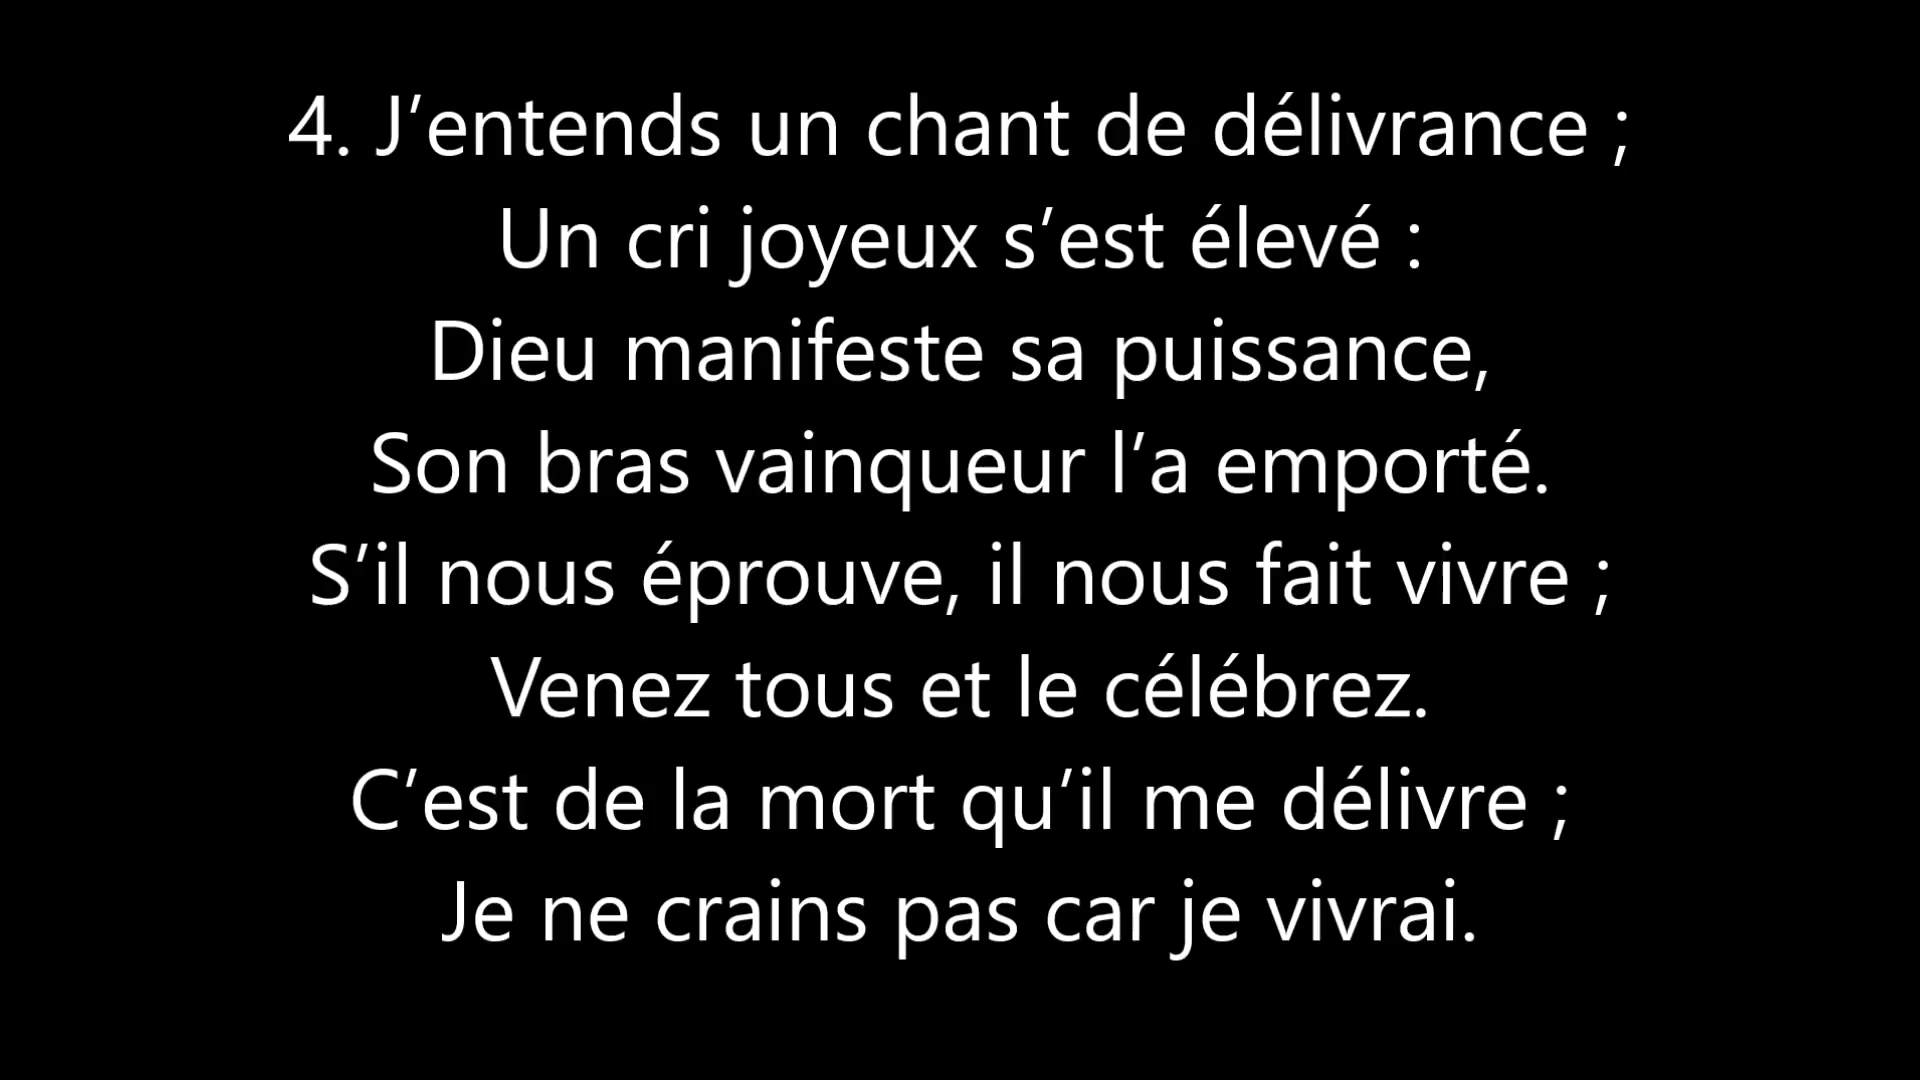 4. J’entends un chant de délivrance ;
Un cri joyeux s’est élevé :
Dieu manifeste sa puissance,
Son bras vainqueur l’a emporté.
S’il nous éprouve, il nous fait vivre ;
Venez tous et le célébrez.
C’est de la mort qu’il me délivre ;
Je ne crains pas car je vivrai.